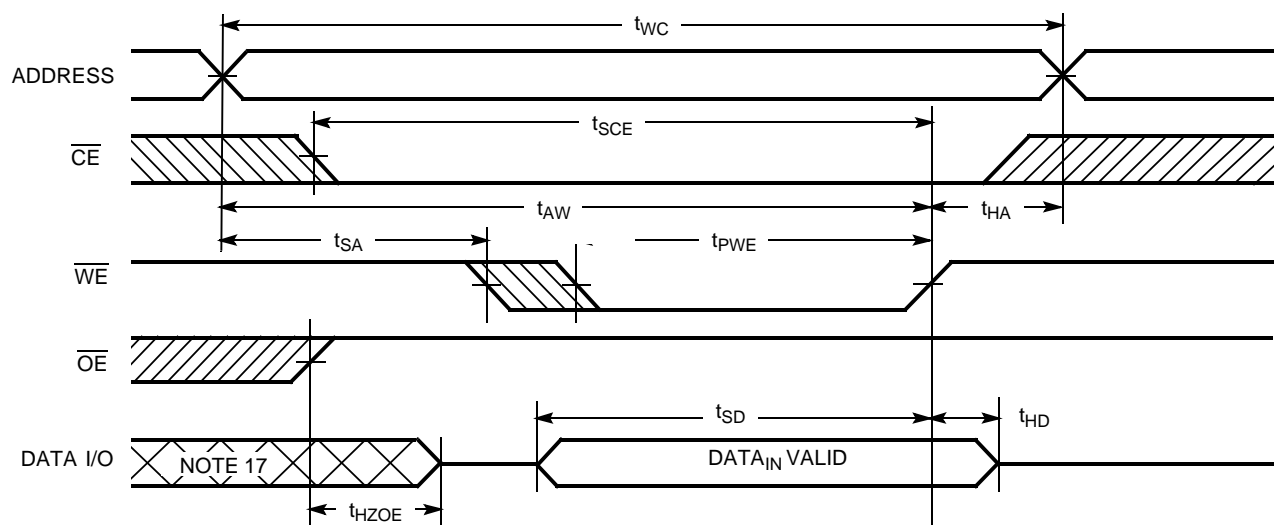 tWC
ADDRESS
tSCE
CE
tAW
tHA
tSA
tPWE
WE
OE
tSD
tHD
DATA I/O
NOTE 17
DATAIN VALID
tHZOE